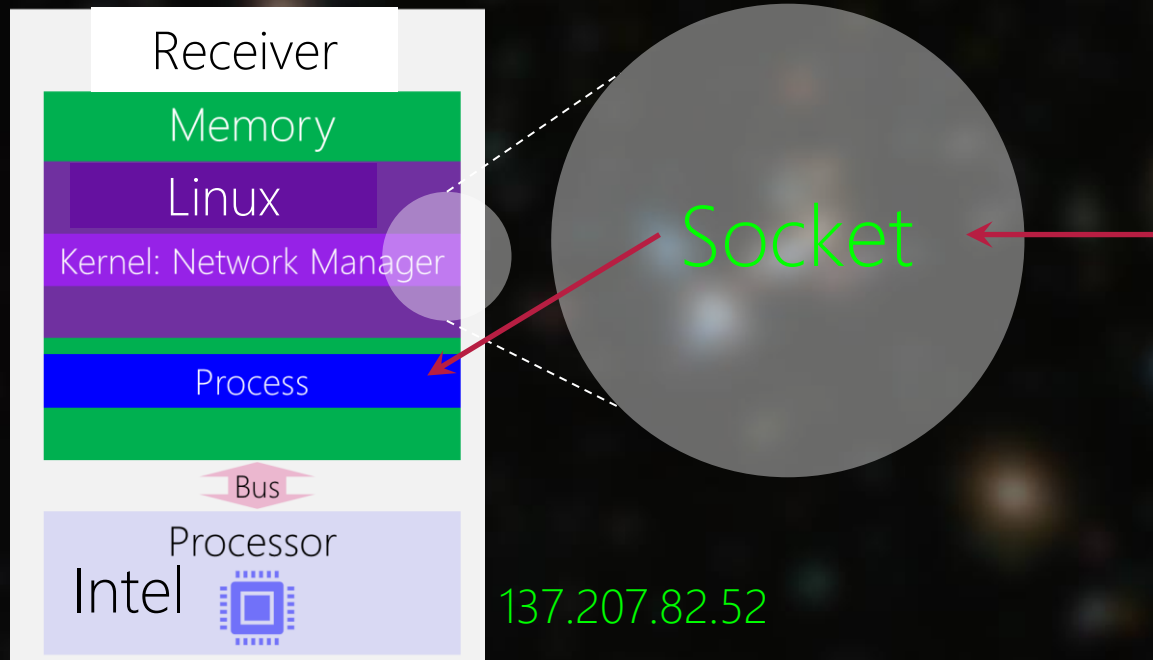 Receiver
Memory
Linux
Kernel: Network Manager
Process
Bus
Processor
Intel
Socket
137.207.82.52